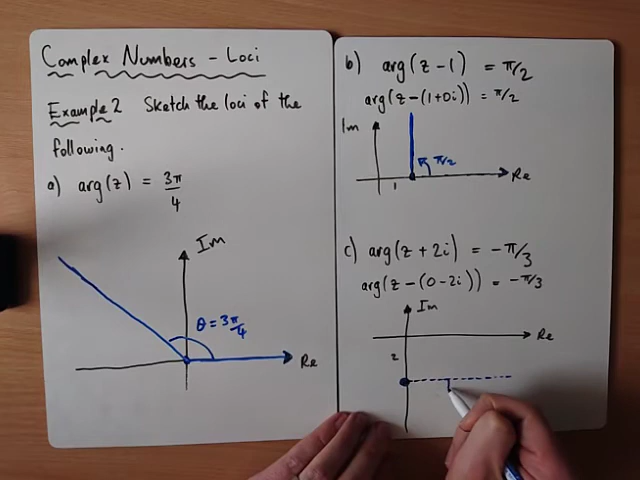 Complex Numbers - Loci
Example 2 Sketch the loci of the
following.
a) arg(z) = 3π/4
Im
θ = 3π/4
Re
b) arg(z - 1) = π/2
arg(z - (1+0i)) = π/2
Im
π/2
1
Re
c) arg(z + 2i) = -π/3
arg(z - (0 - 2i)) = -π/3
Im
Re
2